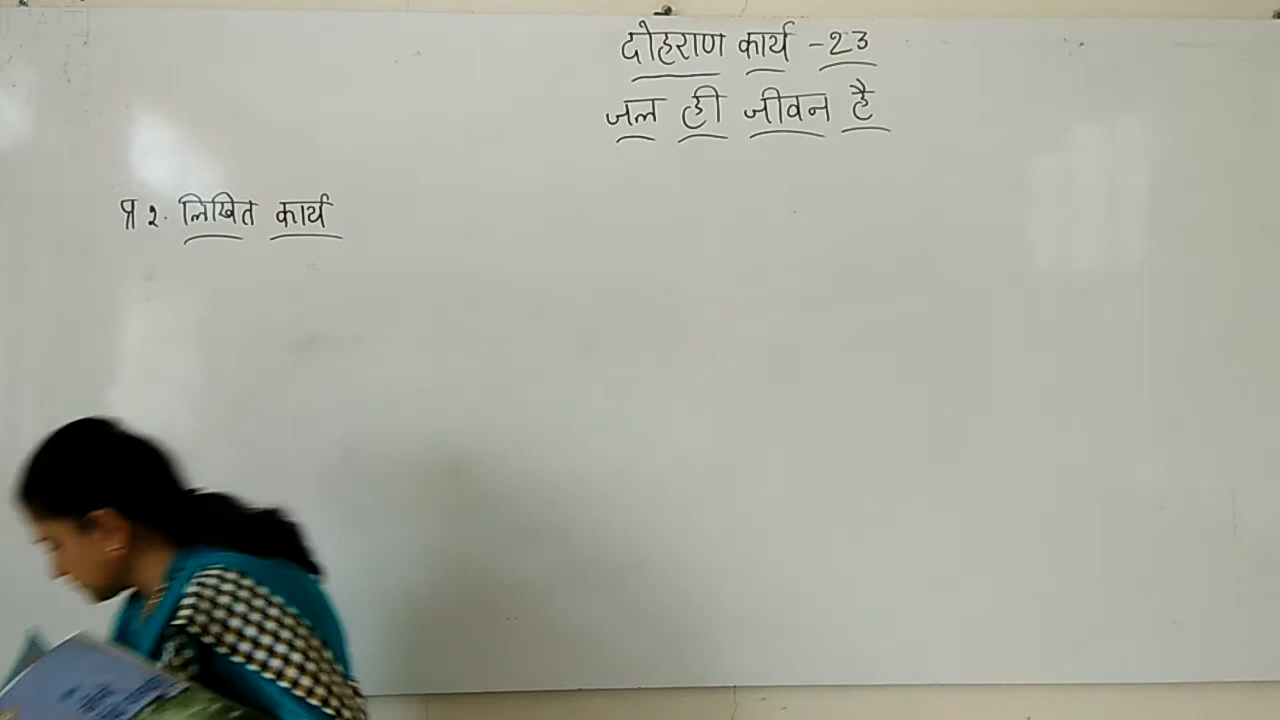 दोहराण कार्य -23
जल ही जीवन है
प्र 2. लिखित कार्य